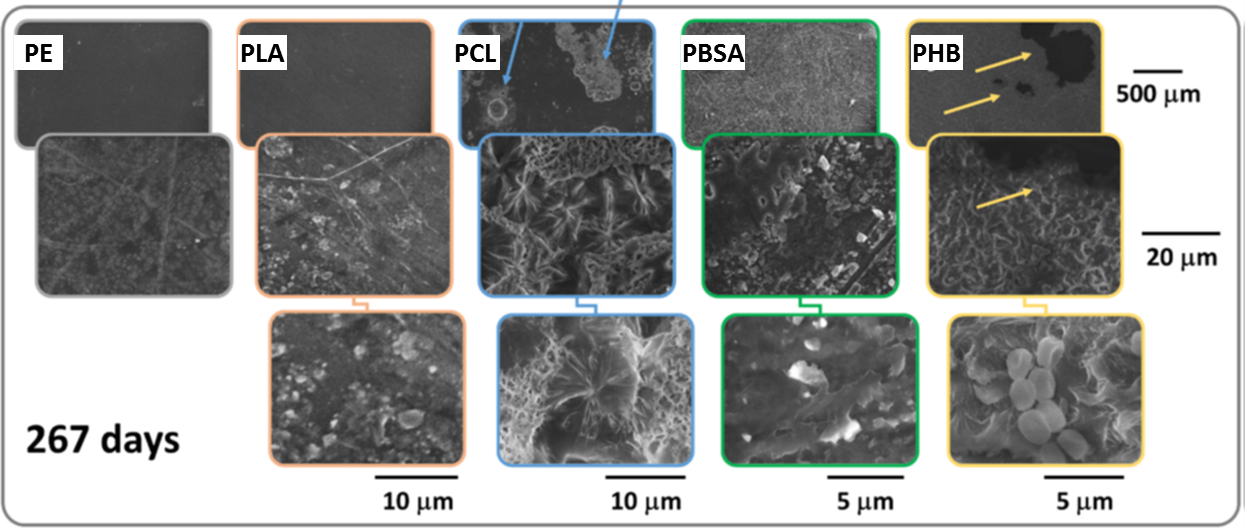 PE
PLA
PCL
PBSA
PHB
500 μm
20 μm
267 days
10 μm
10 μm
5 μm
5 μm